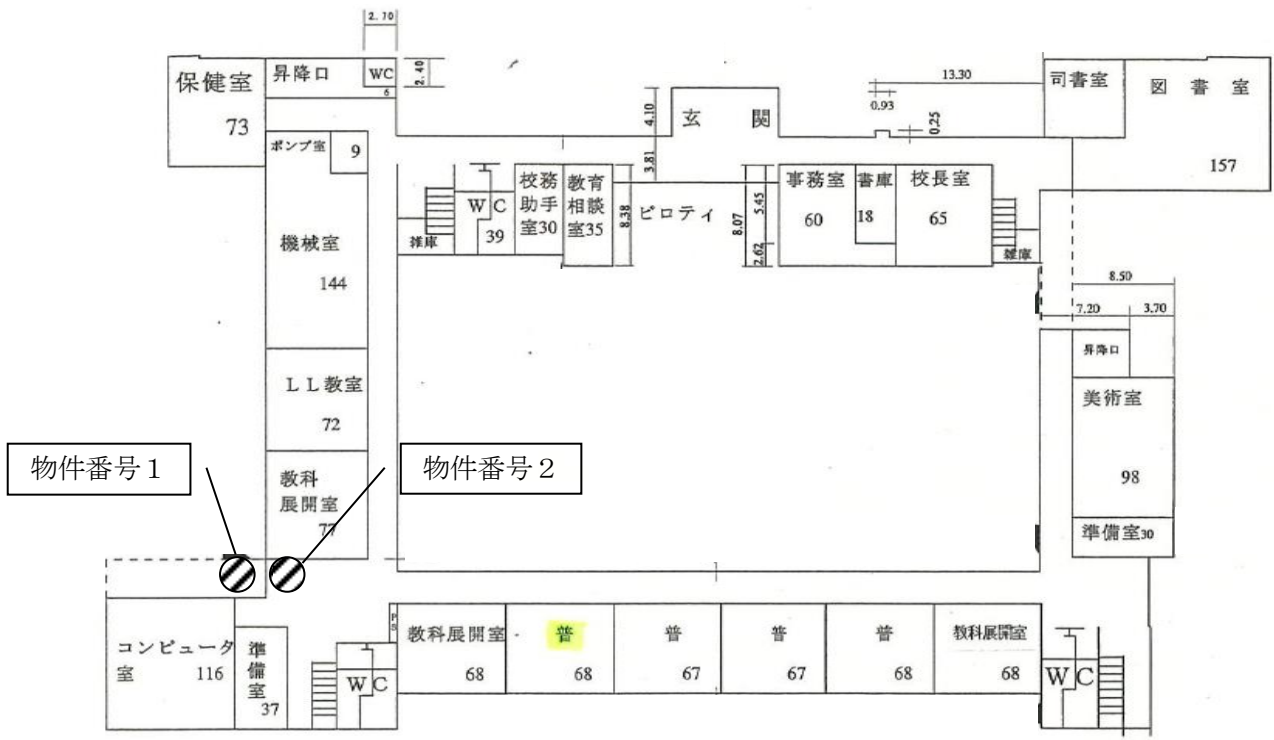 2.70
保健室
73
昇降口
WC
6
2.40
ポンプ室
9
機械室
144
LL教室
72
教科
展開室
77
物件番号1
物件番号2
WC
39
雑庫
校務
助手
室30
教育
相談
室35
8.38
4.10
3.81
玄関
ピロティ
8.07
5.45
2.62
事務室
60
書庫
18
校長室
65
雑庫
0.93
13.30
0.25
司書室
図書室
157
8.50
7.20
3.70
昇降口
美術室
98
準備室30
コンピュータ
室
116
準
備
室
37
WC
PS
教科展開室
68
普
68
普
67
普
67
普
68
教科展開室
68
WC